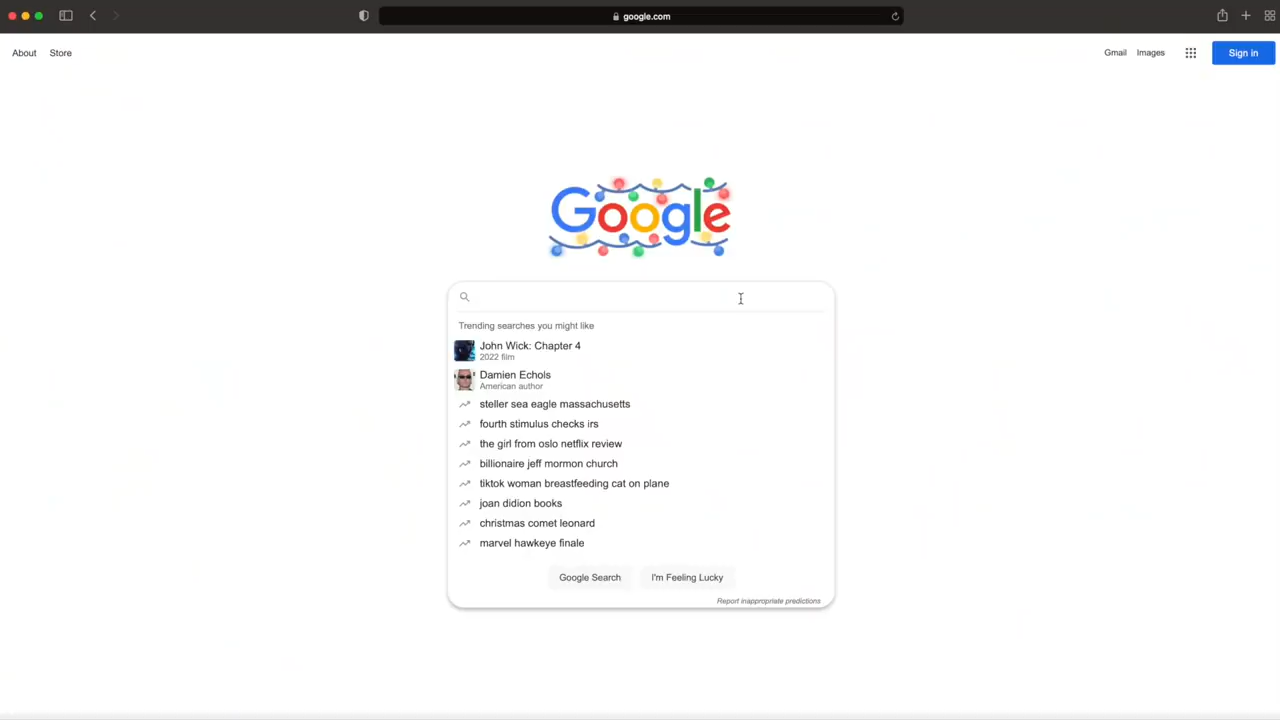 google.com
About Store Gmail Images Sign in
Google
Trending searches you might like
John Wick: Chapter 4
2022 film
Damien Echols
American author
steller sea eagle massachusetts
fourth stimulus checks irs
the girl from oslo netflix review
billionaire jeff mormon church
tiktok woman breastfeeding cat on plane
joan didion books
christmas comet leonard
marvel hawkeye finale
Google Search I'm Feeling Lucky
Report inappropriate predictions